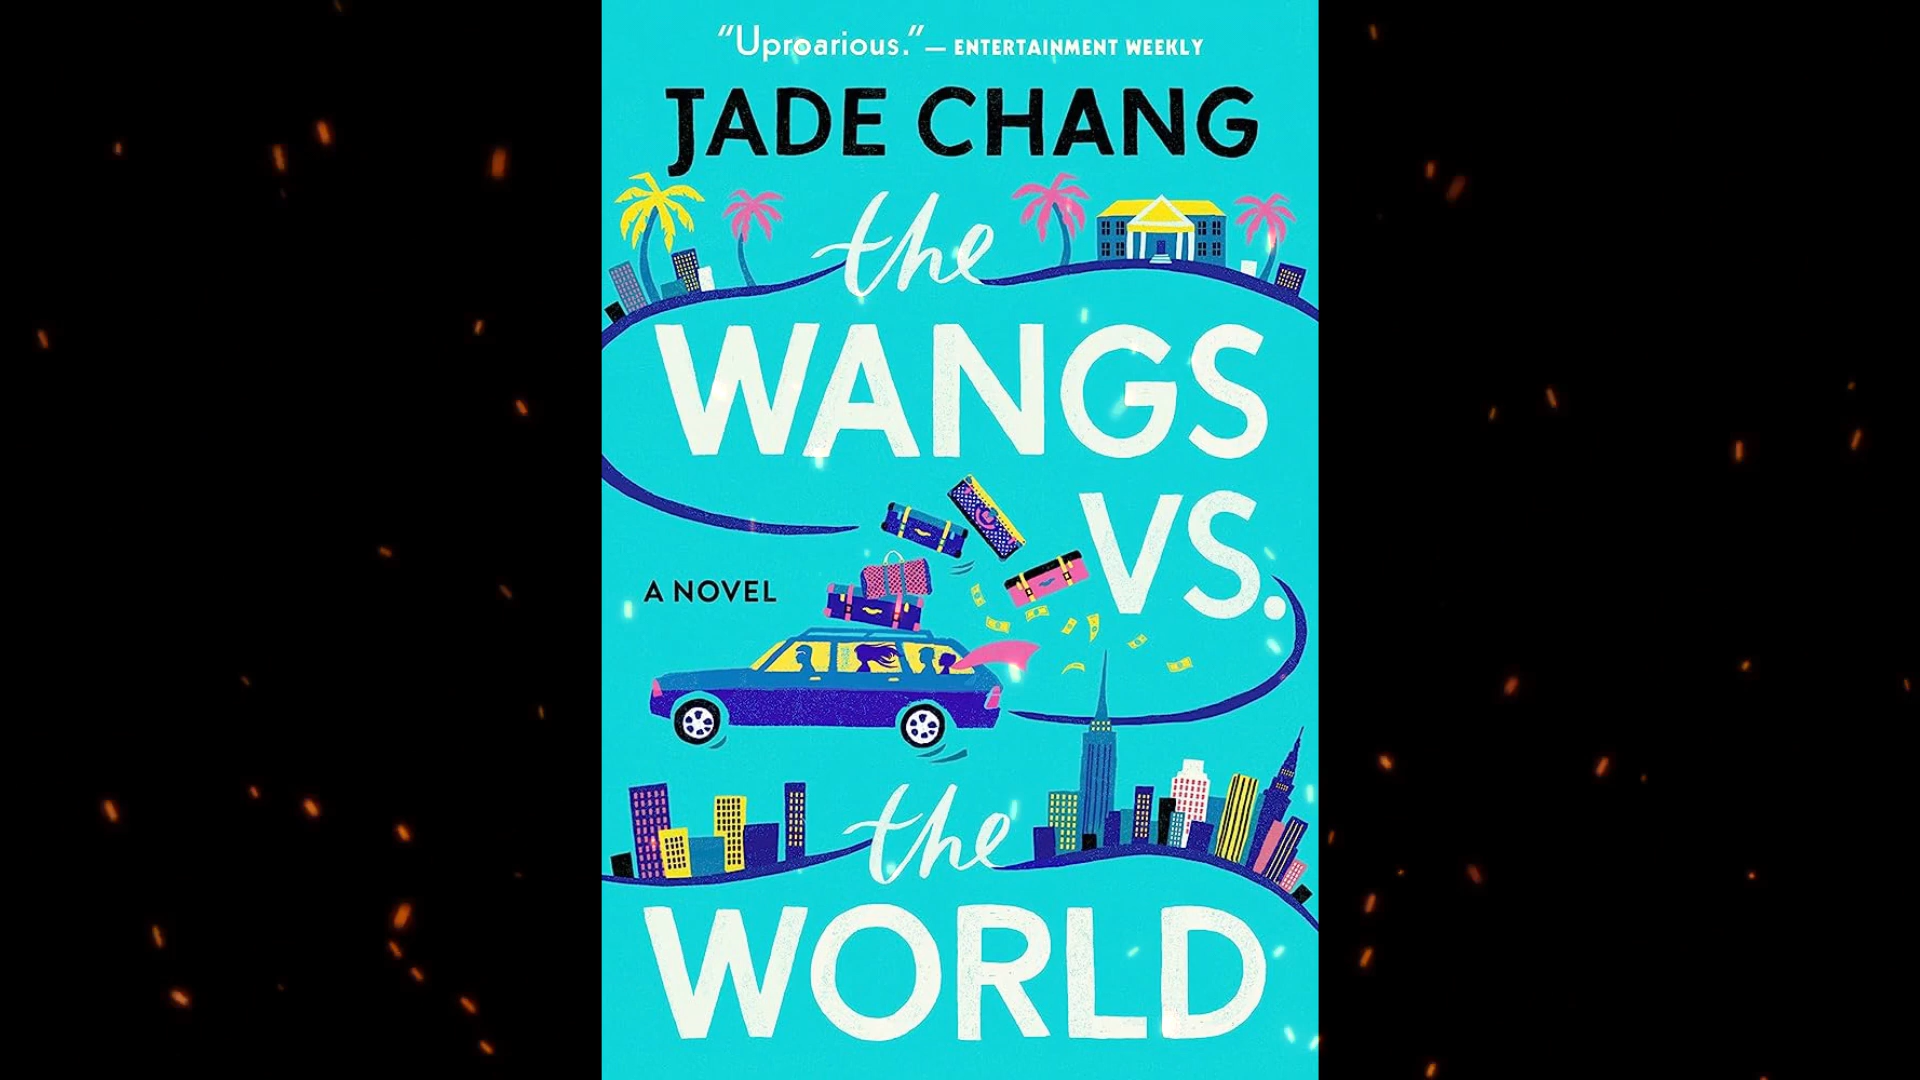 “Uproarious.”— ENTERTAINMENT WEEKLY
JADE CHANG
the
WANGS
VS.
A NOVEL
the
WORLD